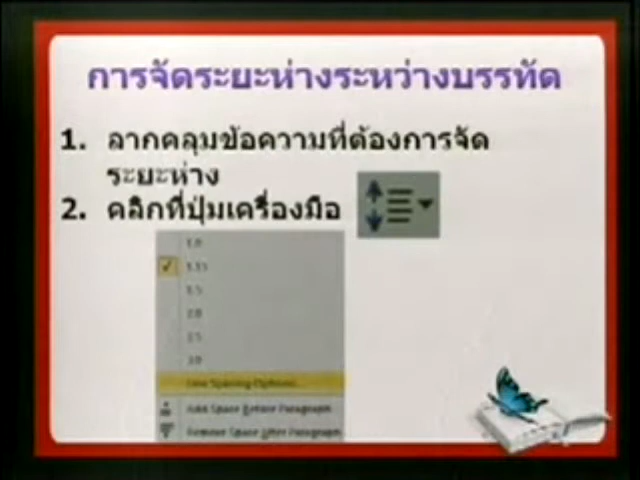 การจัดระยะห่างระหว่างบรรทัด
1. ลากคลุมข้อความที่ต้องการจัด
ระยะห่าง
2. คลิกที่ปุ่มเครื่องมือ
1.0
1.15
1.5
2.0
2.5
3.0
Line Spacing Options...
Add Space Before Paragraph
Remove Space After Paragraph